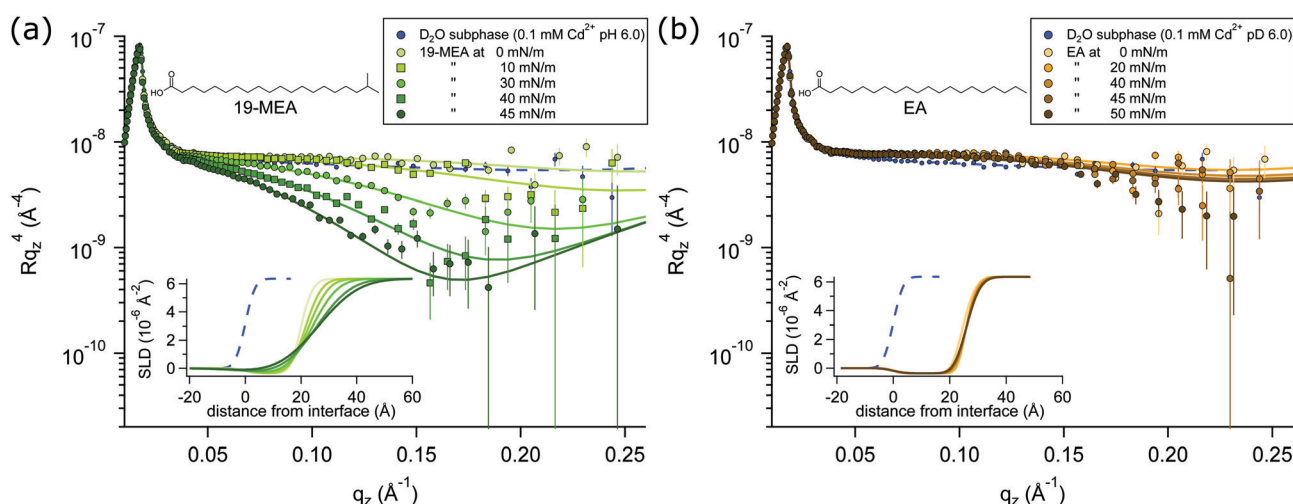 (a)
10⁻⁷
10⁻⁸
10⁻⁹
10⁻¹⁰
Rq_z⁴ (Å⁻⁴)
O
HO
19-MEA
D₂O subphase (0.1 mM Cd²⁺ pH 6.0)
19-MEA at 0 mN/m
" 10 mN/m
" 30 mN/m
" 40 mN/m
" 45 mN/m
SLD (10⁻⁶ Å⁻²)
6
4
2
0
-20 0 20 40 60
distance from interface (Å)
0.05 0.10 0.15 0.20 0.25
q_z (Å⁻¹)
(b)
10⁻⁷
10⁻⁸
10⁻⁹
10⁻¹⁰
Rq_z⁴ (Å⁻⁴)
O
HO
EA
D₂O subphase (0.1 mM Cd²⁺ pD 6.0)
EA at 0 mN/m
" 20 mN/m
" 40 mN/m
" 45 mN/m
" 50 mN/m
SLD (10⁻⁶ Å⁻²)
6
4
2
0
-20 0 20 40 60
distance from interface (Å)
0.05 0.10 0.15 0.20 0.25
q_z (Å⁻¹)